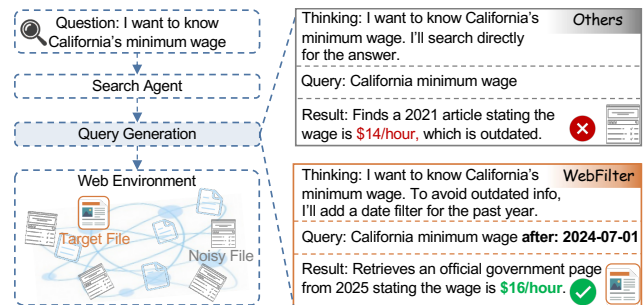 Question: I want to know
California's minimum wage
Search Agent
Query Generation
Web Environment
Target File
Noisy File
Others
Thinking: I want to know California's
minimum wage. I'll search directly
for the answer.
Query: California minimum wage
Result: Finds a 2021 article stating the
wage is $14/hour, which is outdated.
WebFilter
Thinking: I want to know California's
minimum wage. To avoid outdated info,
I'll add a date filter for the past year.
Query: California minimum wage after: 2024-07-01
Result: Retrieves an official government page
from 2025 stating the wage is $16/hour.